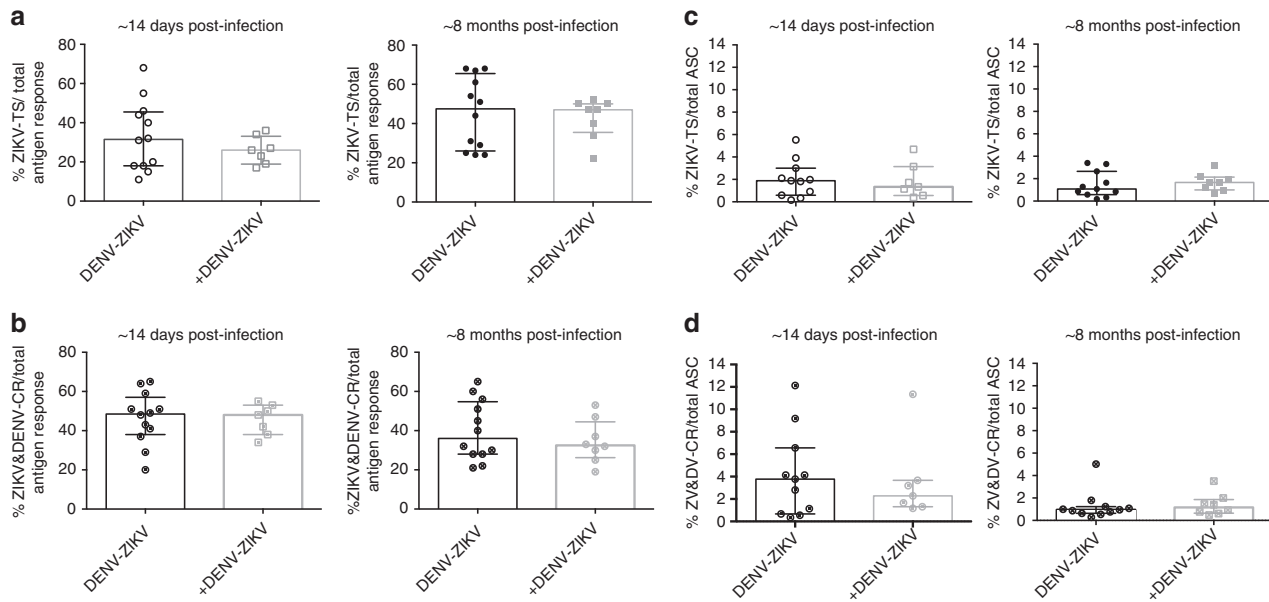 a
~14 days post-infection
% ZIKV-TS/ total
antigen response
80
60
40
20
0
DENV-ZIKV
+DENV-ZIKV
~8 months post-infection
% ZIKV-TS/total
antigen response
80
60
40
20
0
DENV-ZIKV
+DENV-ZIKV
b
~14 days post-infection
% ZIKV&DENV-CR/total
antigen response
80
60
40
20
0
DENV-ZIKV
+DENV-ZIKV
~8 months post-infection
%ZIKV&DENV-CR/total
antigen response
80
60
40
20
0
DENV-ZIKV
+DENV-ZIKV
c
~14 days post-infection
% ZIKV-TS/total ASC
14
12
10
8
6
4
2
0
DENV-ZIKV
+DENV-ZIKV
~8 months post-infection
% ZIKV-TS/total ASC
14
12
10
8
6
4
2
0
DENV-ZIKV
+DENV-ZIKV
d
~14 days post-infection
% ZV&DV-CR/total ASC
14
12
10
8
6
4
2
0
DENV-ZIKV
+DENV-ZIKV
~8 months post-infection
% ZV&DV-CR/total ASC
14
12
10
8
6
4
2
0
DENV-ZIKV
+DENV-ZIKV